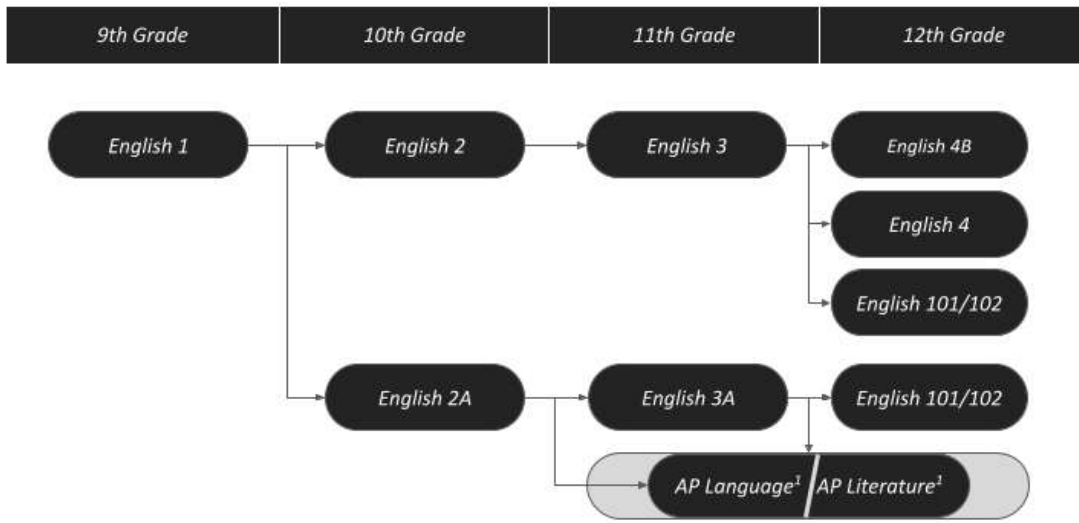 9th Grade 10th Grade 11th Grade 12th Grade
English 1 English 2 English 3 English 4B
English 4
English 101/102
English 2A English 3A English 101/102
AP Language¹ AP Literature¹